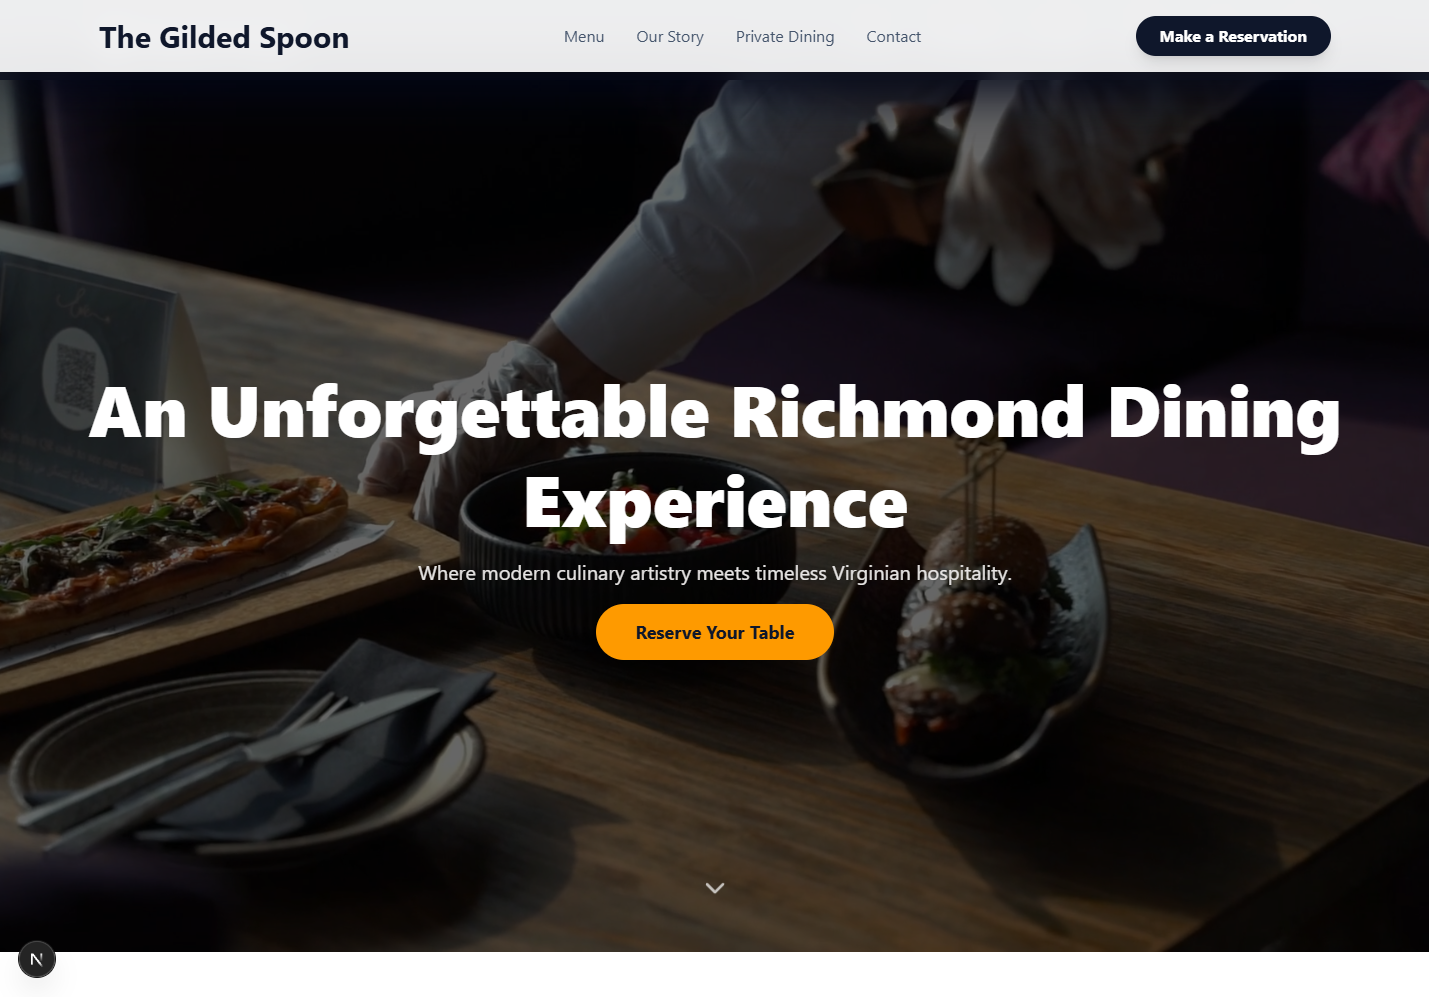 The Gilded Spoon
Menu
Our Story
Private Dining
Contact
Make a Reservation
An Unforgettable Richmond Dining
Experience
Where modern culinary artistry meets timeless Virginian hospitality.
Reserve Your Table
N